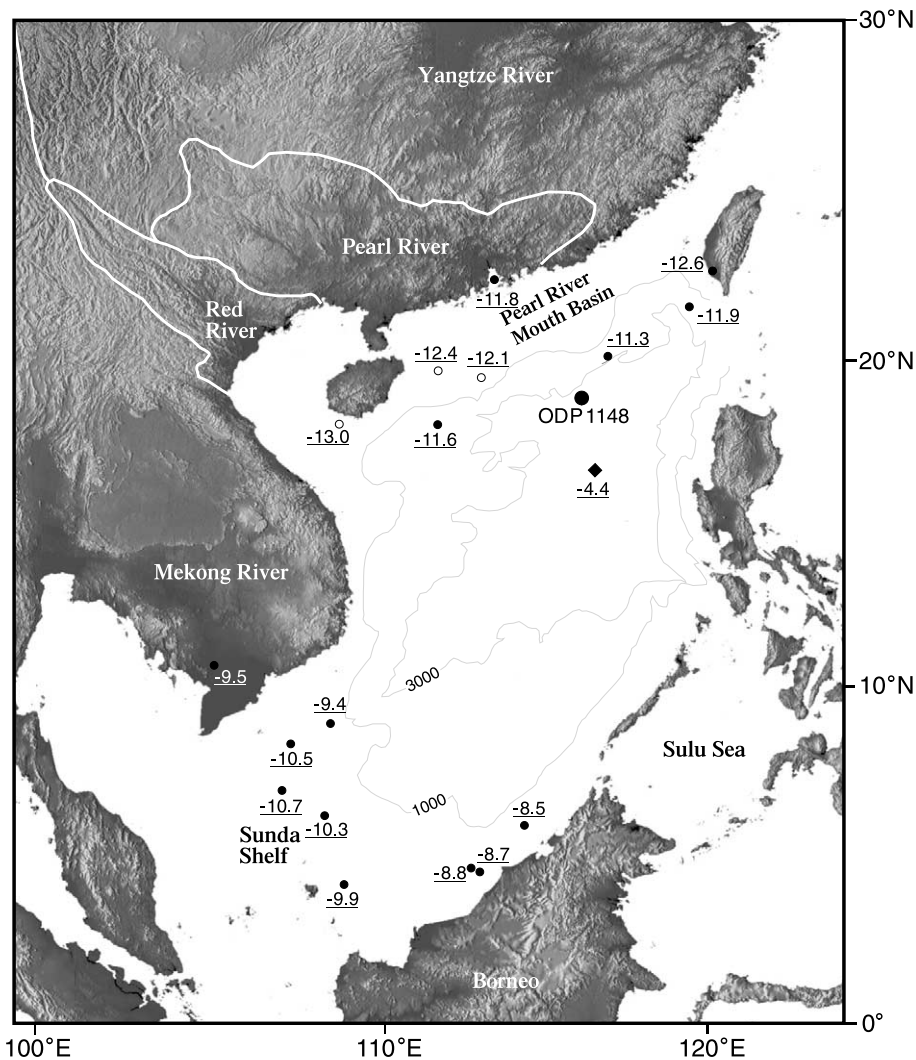 30°N
Yangtze River
Pearl River
-12.6
-11.8
Pearl River
Mouth Basin
-11.9
Red
River
-11.3
-12.4
-12.1
20°N
ODP 1148
-13.0
-11.6
-4.4
Mekong River
-9.5
3000
10°N
-9.4
-10.5
Sulu Sea
-10.7
1000
-8.5
-10.3
Sunda
Shelf
-8.7
-8.8
-9.9
Borneo
0°
100°E
110°E
120°E